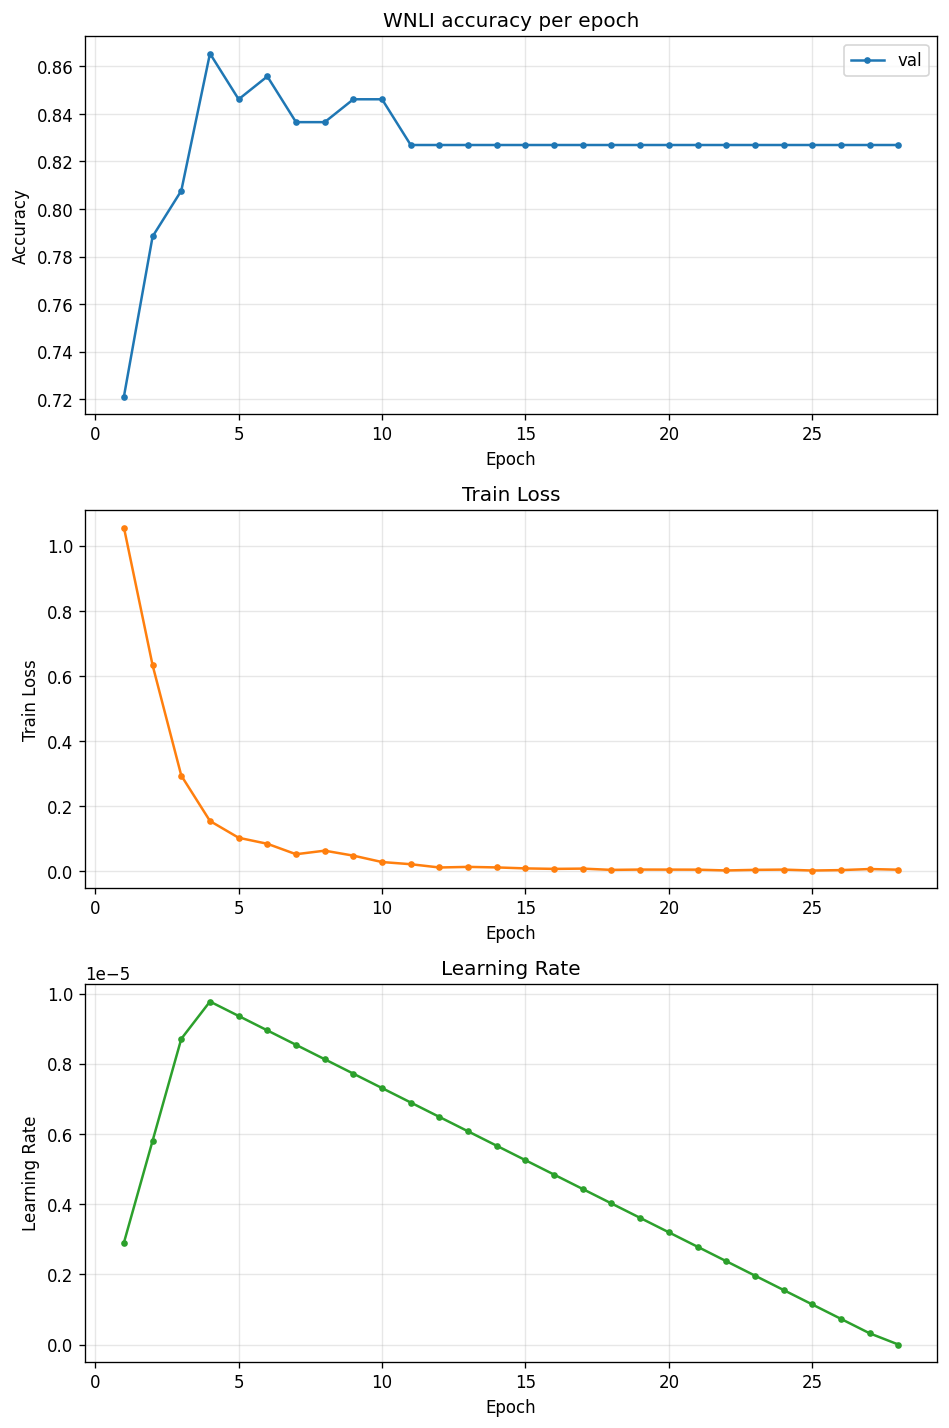 WNLI accuracy per epoch
val
0.86
0.84
0.82
0.80
0.78
0.76
0.74
0.72
Accuracy
0 5 10 15 20 25
Epoch
Train Loss
1.0
0.8
0.6
0.4
0.2
0.0
Train Loss
0 5 10 15 20 25
Epoch
Learning Rate
1e−5
1.0
0.8
0.6
0.4
0.2
0.0
Learning Rate
0 5 10 15 20 25
Epoch